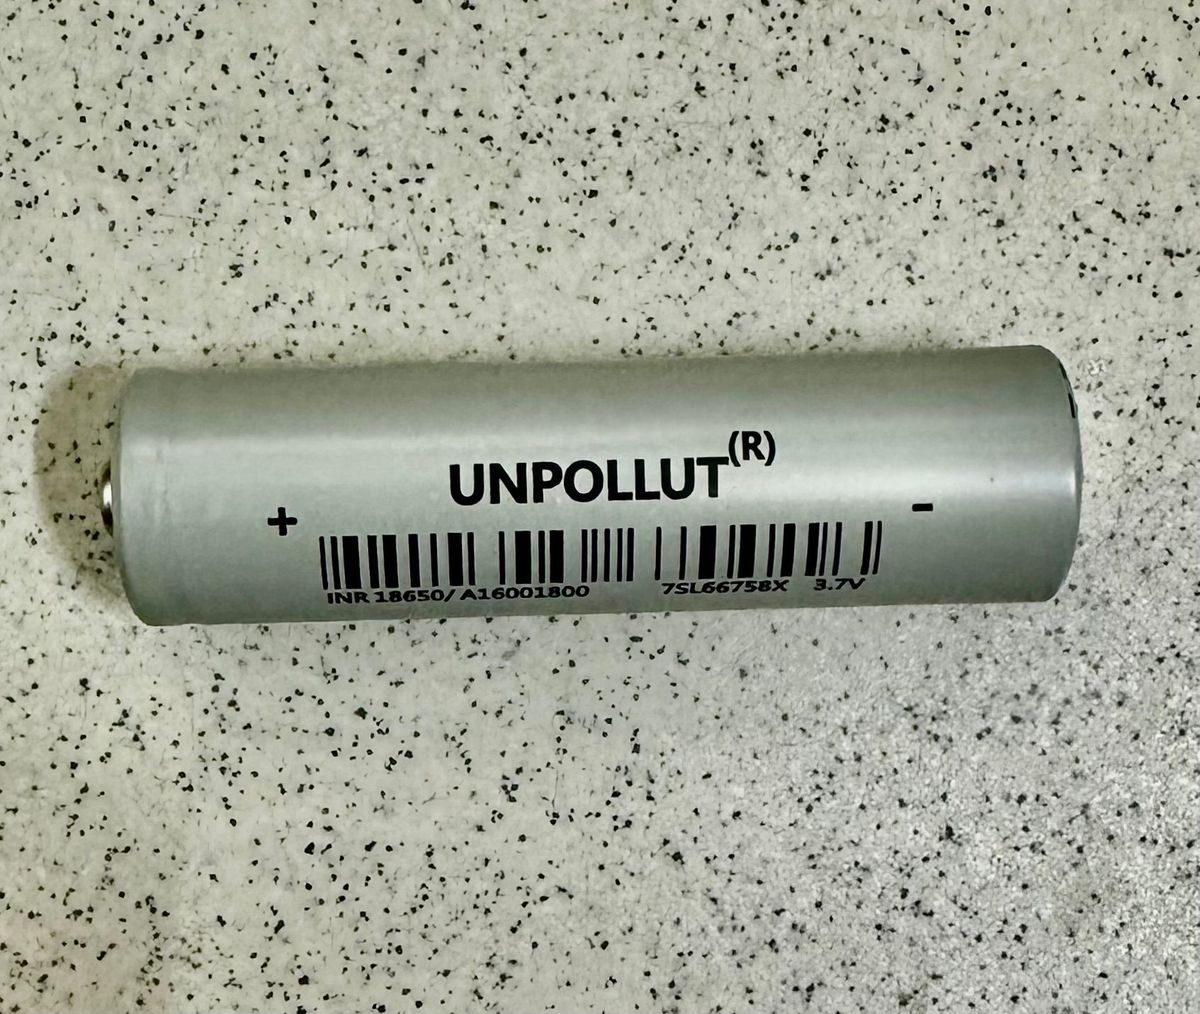 UNPOLLUT(R)
+ -
INR 18650/ A16001800 7SL66758X 3.7V